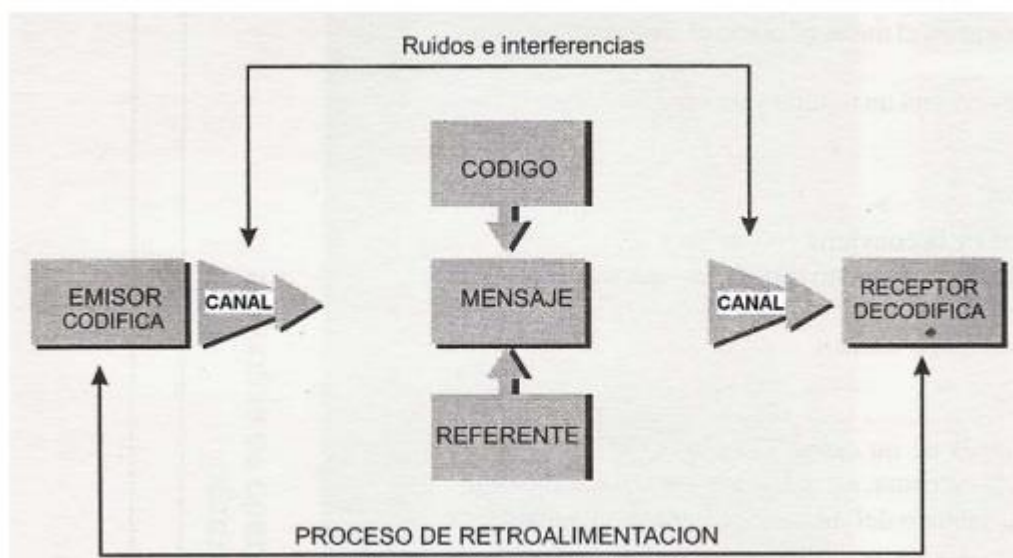 Ruidos e interferencias
CODIGO
EMISOR
CODIFICA
CANAL
MENSAJE
CANAL
RECEPTOR
DECODIFICA
REFERENTE
PROCESO DE RETROALIMENTACION